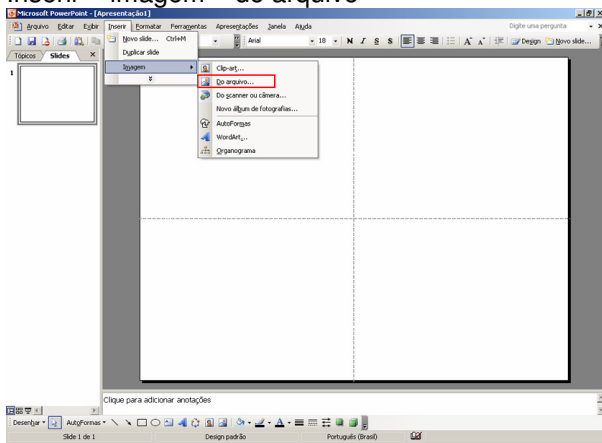 Inserir – Imagem – do arquivo
Microsoft PowerPoint - [Apresentação1]
Arquivo Editar Exibir Inserir Formatar Ferramentas Apresentações Janela Ajuda
Digite uma pergunta
Arial 18 N I S S Design Novo slide...
Tópicos Slides
1
Novo slide... Ctrl+M
Duplicar slide
Imagem
Clip-art...
Do arquivo...
Do scanner ou câmera...
Novo álbum de fotografias...
AutoFormas
WordArt...
Organograma
Clique para adicionar anotações
Desenhar AutoFormas
Slide 1 de 1 Design padrão Português (Brasil)